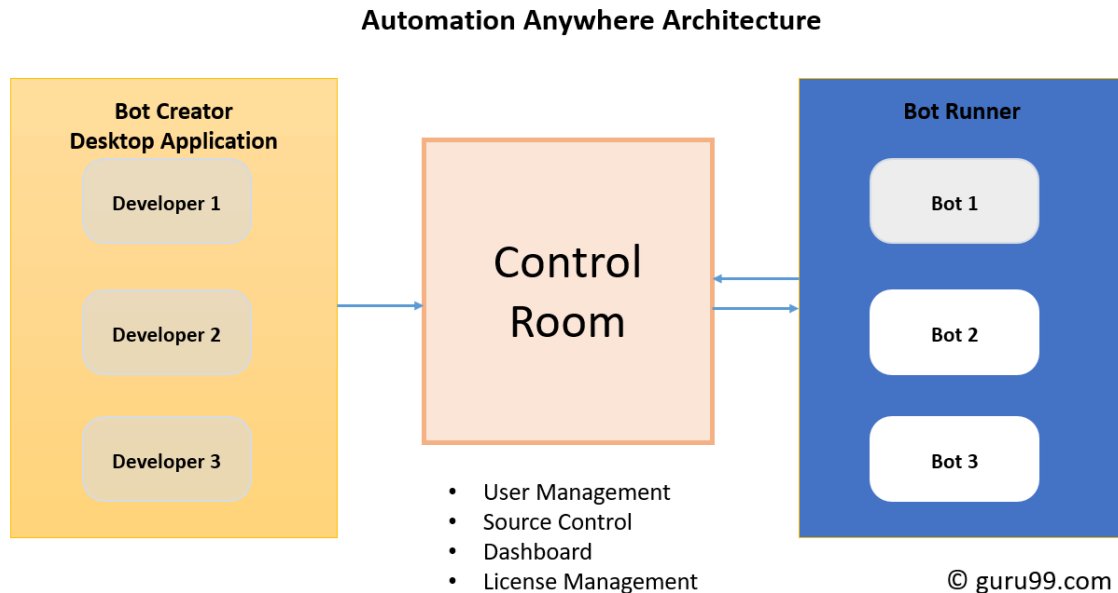 Automation Anywhere Architecture
Bot Creator
Desktop Application
Developer 1
Developer 2
Developer 3
Control
Room
• User Management
• Source Control
• Dashboard
• License Management
Bot Runner
Bot 1
Bot 2
Bot 3
© guru99.com